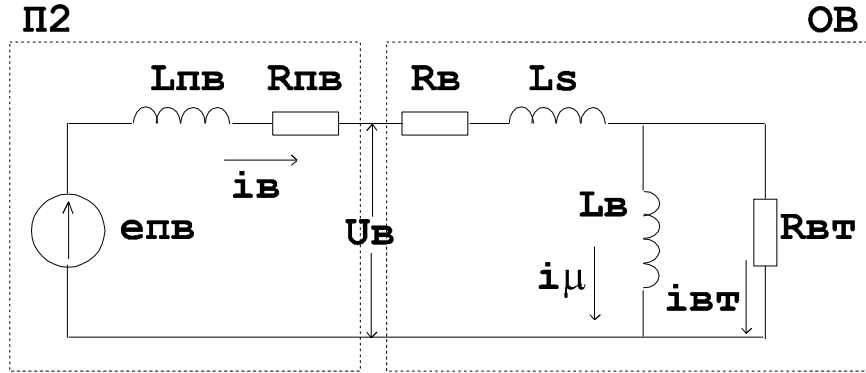 П2 ОВ
Lпв Rпв Rв Ls
iв Lв
eпв Uв Rвт
iμ iвт